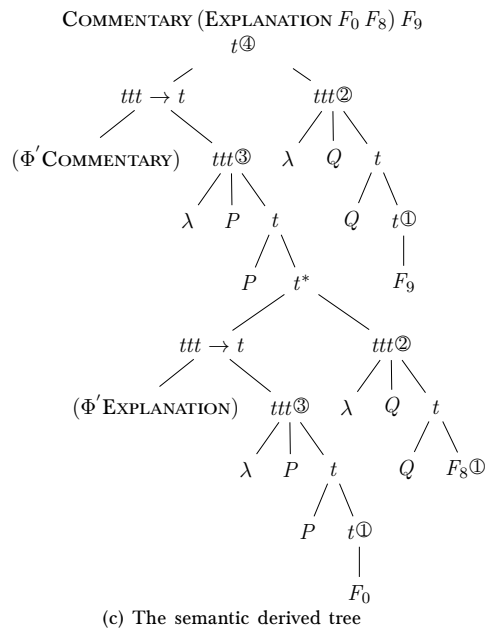 COMMENTARY (EXPLANATION F₀ F₈) F₉
t④
ttt → t ttt②
(Φ′COMMENTARY) ttt③ λ Q t
λ P t Q t①
P t* F₉
ttt → t ttt②
(Φ′EXPLANATION) ttt③ λ Q t
λ P t Q F₈①
P t①
F₀
(c) The semantic derived tree